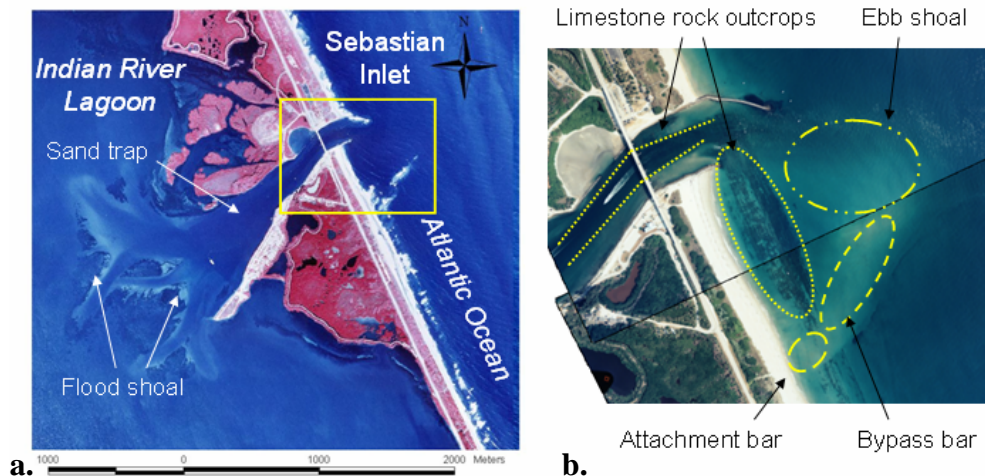 N
Sebastian
Inlet
Indian River
Lagoon
Sand trap
Flood shoal
Atlantic Ocean
1000 0 1000 2000 Meters
a.
Limestone rock outcrops
Ebb shoal
Attachment bar
Bypass bar
b.